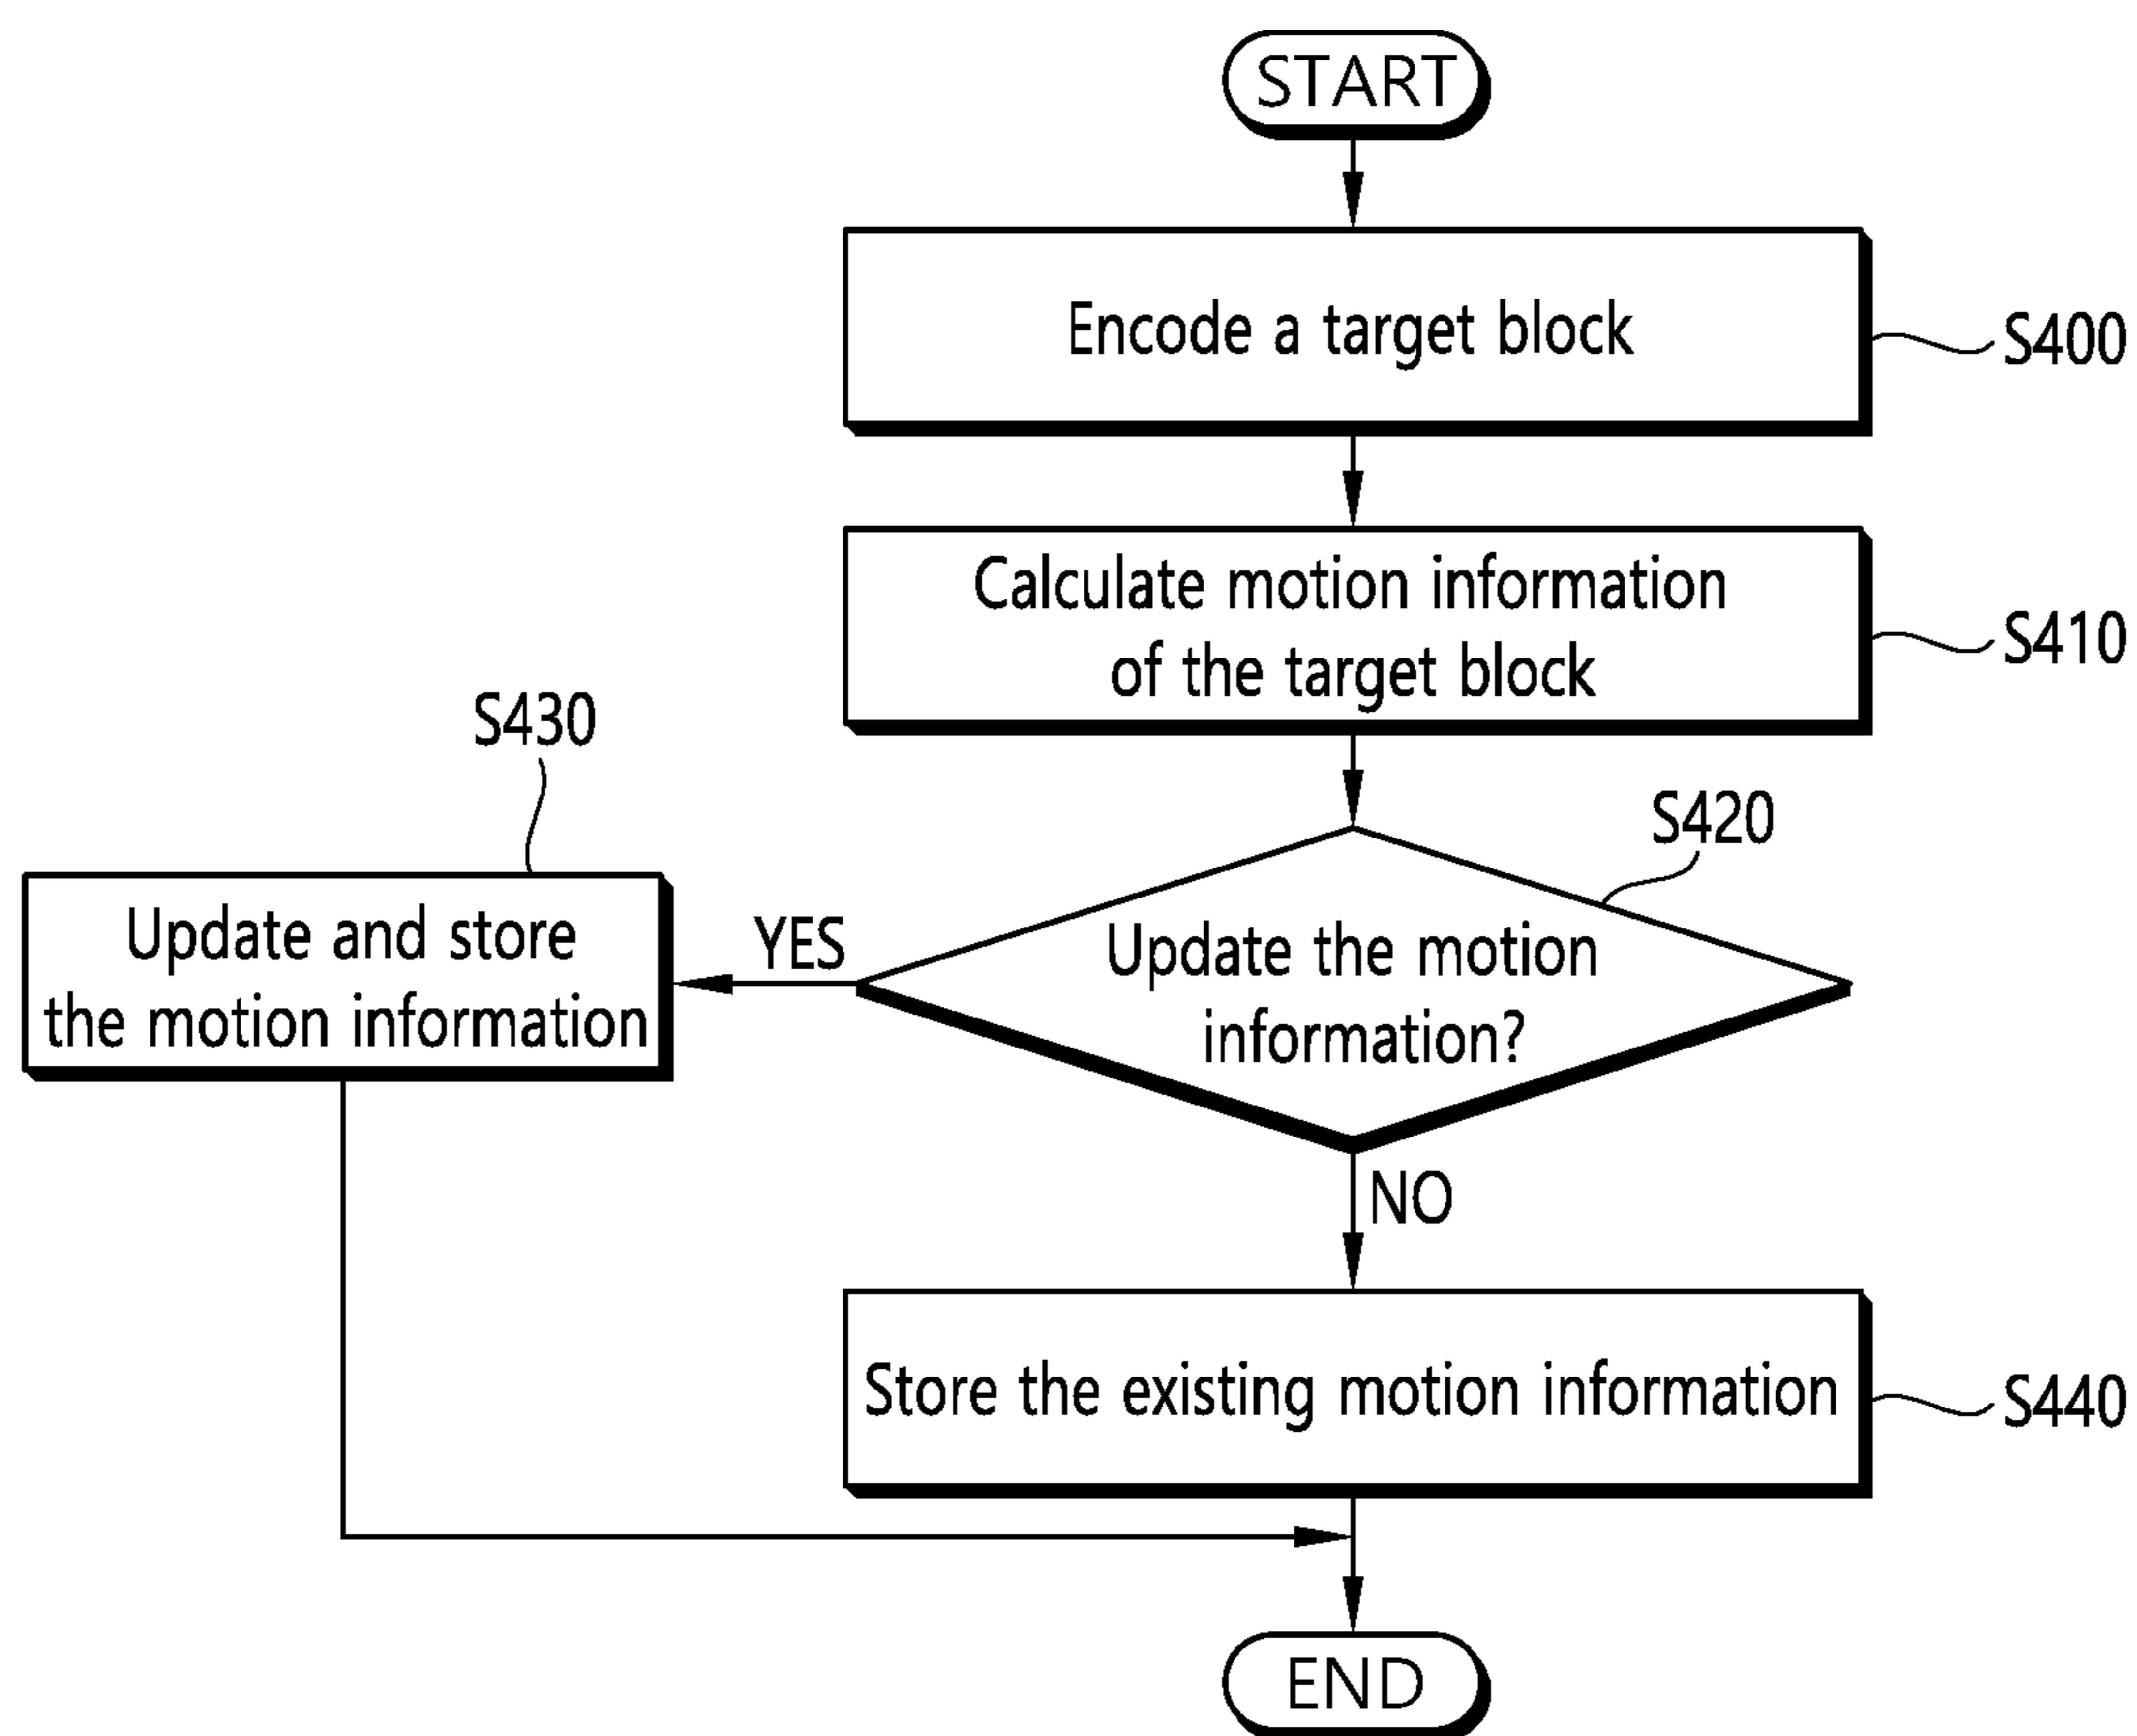 START
Encode a target block
S400
Calculate motion information
of the target block
S410
S420
Update the motion
information?
YES
S430
Update and store
the motion information
NO
Store the existing motion information
S440
END